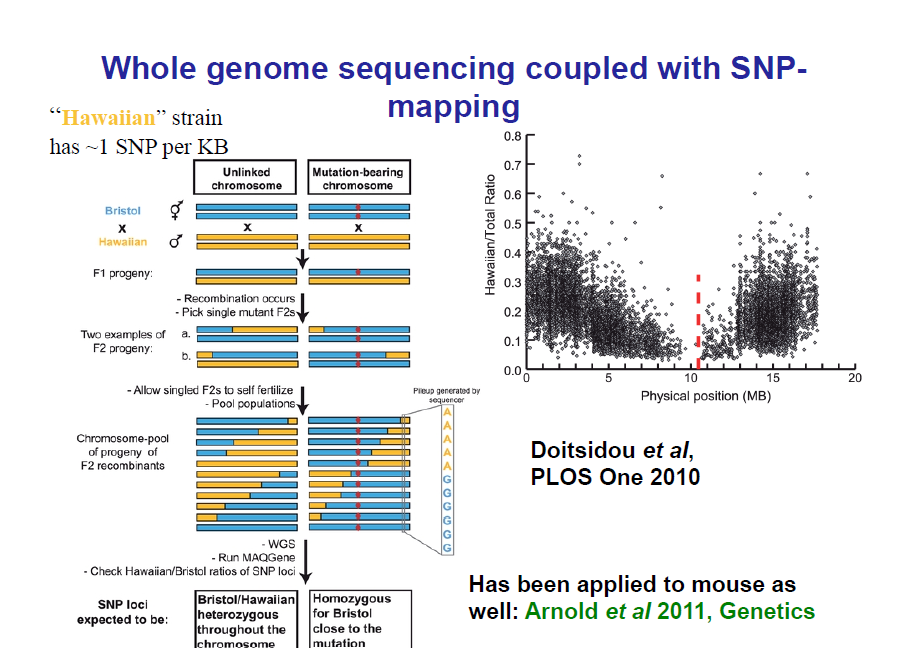 Whole genome sequencing coupled with SNP-
mapping
“Hawaiian” strain
has ~1 SNP per KB
Unlinked
chromosome
Mutation-bearing
chromosome
Bristol
X
Hawaiian
⚥
♂
x
x
F1 progeny:
- Recombination occurs
- Pick single mutant F2s
Two examples of
F2 progeny:
a.
b.
- Allow singled F2s to self fertilize
- Pool populations
Pileup generated by
sequencer
A
A
A
A
A
G
G
G
G
G
G
Chromosome-pool
of progeny of
F2 recombinants
- WGS
- Run MAQGene
- Check Hawaiian/Bristol ratios of SNP loci
SNP loci
expected to be:
Bristol/Hawaiian
heterozygous
throughout the
chromosome
Homozygous
for Bristol
close to the
mutation
Hawaiian/Total Ratio
0.8
0.7
0.6
0.5
0.4
0.3
0.2
0.1
0.0
0 5 10 15 20
Physical position (MB)
Doitsidou et al,
PLOS One 2010
Has been applied to mouse as
well: Arnold et al 2011, Genetics